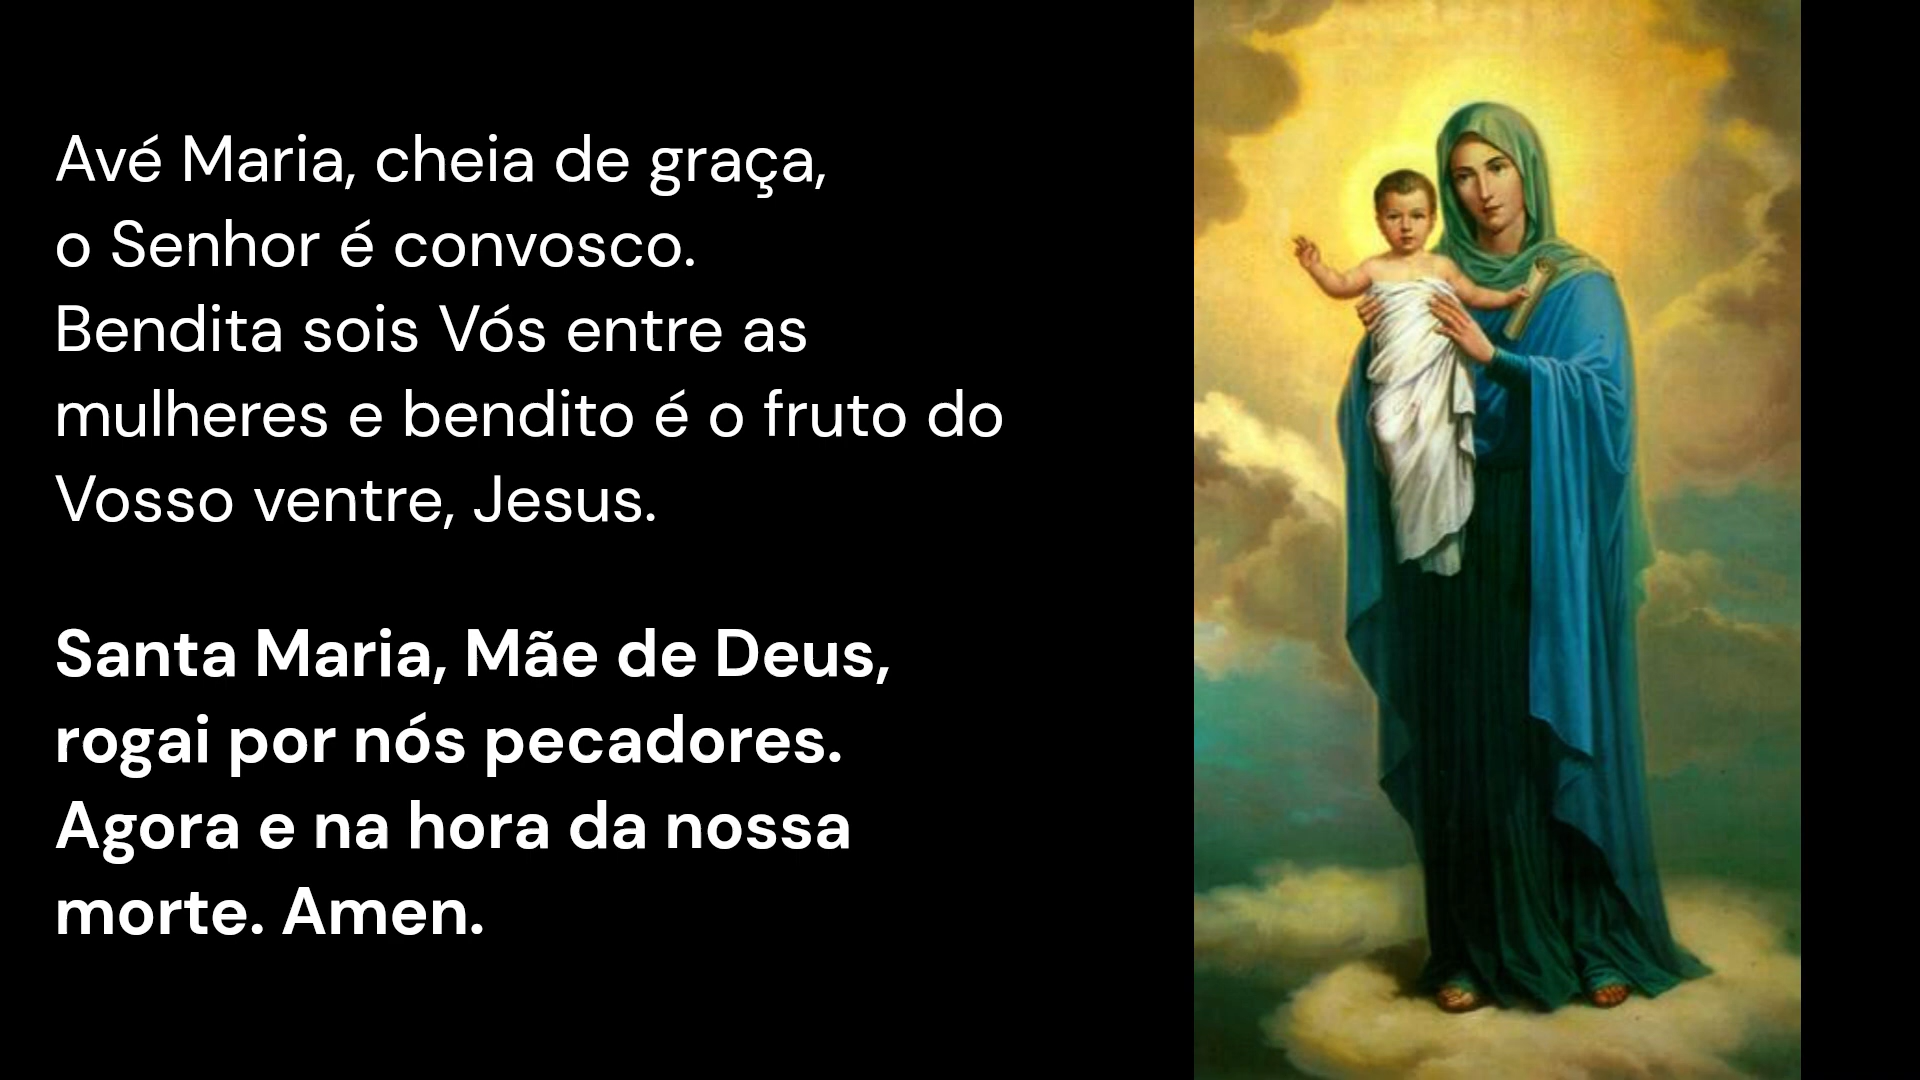 Avé Maria, cheia de graça,
o Senhor é convosco.
Bendita sois Vós entre as
mulheres e bendito é o fruto do
Vosso ventre, Jesus.
Santa Maria, Mãe de Deus,
rogai por nós pecadores.
Agora e na hora da nossa
morte. Amen.